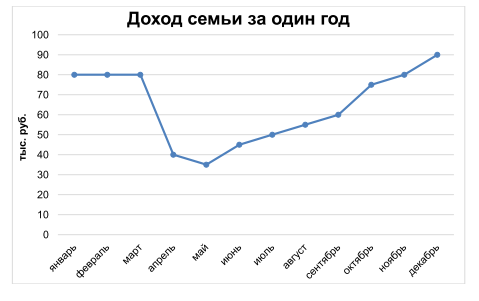 Доход семьи за один год
100
90
80
70
60
50
40
30
20
10
0
тыс. руб.
январь
февраль
март
апрель
май
июнь
июль
август
сентябрь
октябрь
ноябрь
декабрь